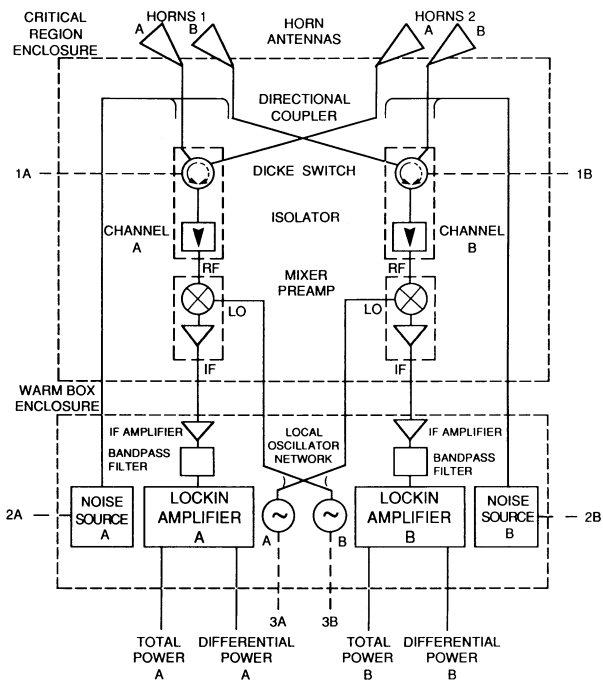 CRITICAL
REGION
ENCLOSURE
HORNS 1
A
B
HORN
ANTENNAS
HORNS 2
A
B
DIRECTIONAL
COUPLER
1A
DICKE SWITCH
1B
ISOLATOR
CHANNEL
A
CHANNEL
B
RF
RF
MIXER
PREAMP
LO
LO
IF
IF
WARM BOX
ENCLOSURE
IF AMPLIFIER
LOCAL
OSCILLATOR
NETWORK
IF AMPLIFIER
BANDPASS
FILTER
BANDPASS
FILTER
2A
NOISE
SOURCE
A
LOCKIN
AMPLIFIER
A
~
A
~
B
LOCKIN
AMPLIFIER
B
NOISE
SOURCE
B
2B
3A
3B
TOTAL
POWER
A
DIFFERENTIAL
POWER
A
TOTAL
POWER
B
DIFFERENTIAL
POWER
B